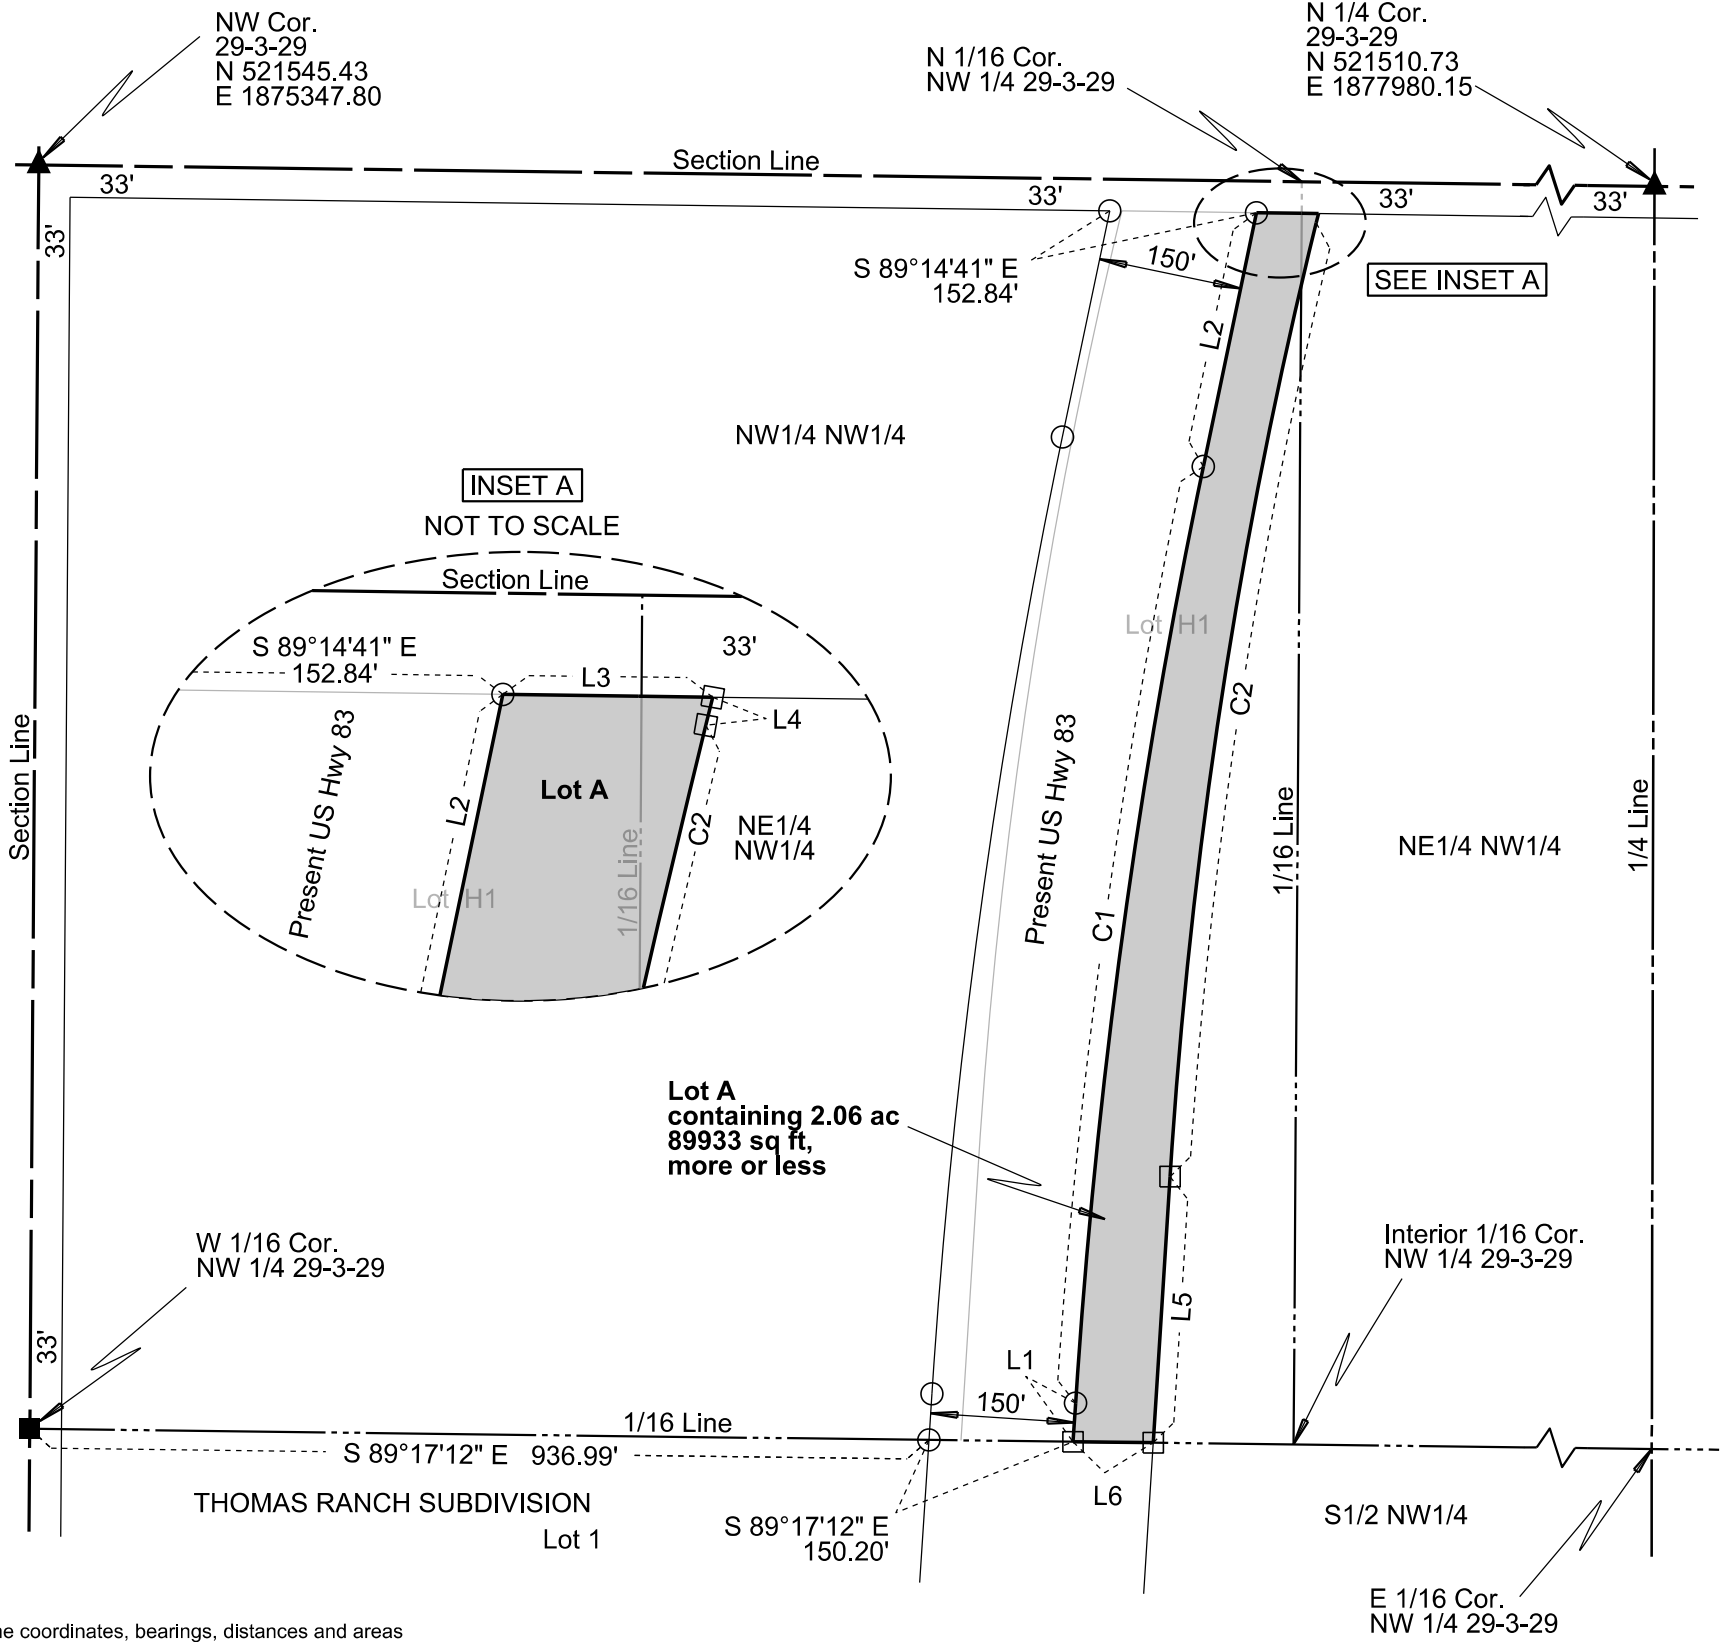 NW Cor.
29-3-29
N 521545.43
E 1875347.80
N 1/16 Cor.
NW 1/4 29-3-29
N 1/4 Cor.
29-3-29
N 521510.73
E 1877980.15
Section Line
33'
33'
33'
33'
33'
S 89°14'41" E
152.84'
150'
SEE INSET A
L2
NW1/4 NW1/4
INSET A
NOT TO SCALE
Section Line
S 89°14'41" E
152.84'
L3
33'
L4
Present US Hwy 83
L2
Lot A
C2
NE1/4
NW1/4
Lot H1
1/16 Line
Section Line
Lot H1
C2
Present US Hwy 83
C1
1/16 Line
NE1/4 NW1/4
1/4 Line
Lot A
containing 2.06 ac
89933 sq ft,
more or less
W 1/16 Cor.
NW 1/4 29-3-29
Interior 1/16 Cor.
NW 1/4 29-3-29
33'
L5
L1
150'
1/16 Line
S 89°17'12" E 936.99'
THOMAS RANCH SUBDIVISION
Lot 1
S 89°17'12" E
150.20'
L6
S1/2 NW1/4
E 1/16 Cor.
NW 1/4 29-3-29
ne coordinates, bearings, distances and areas